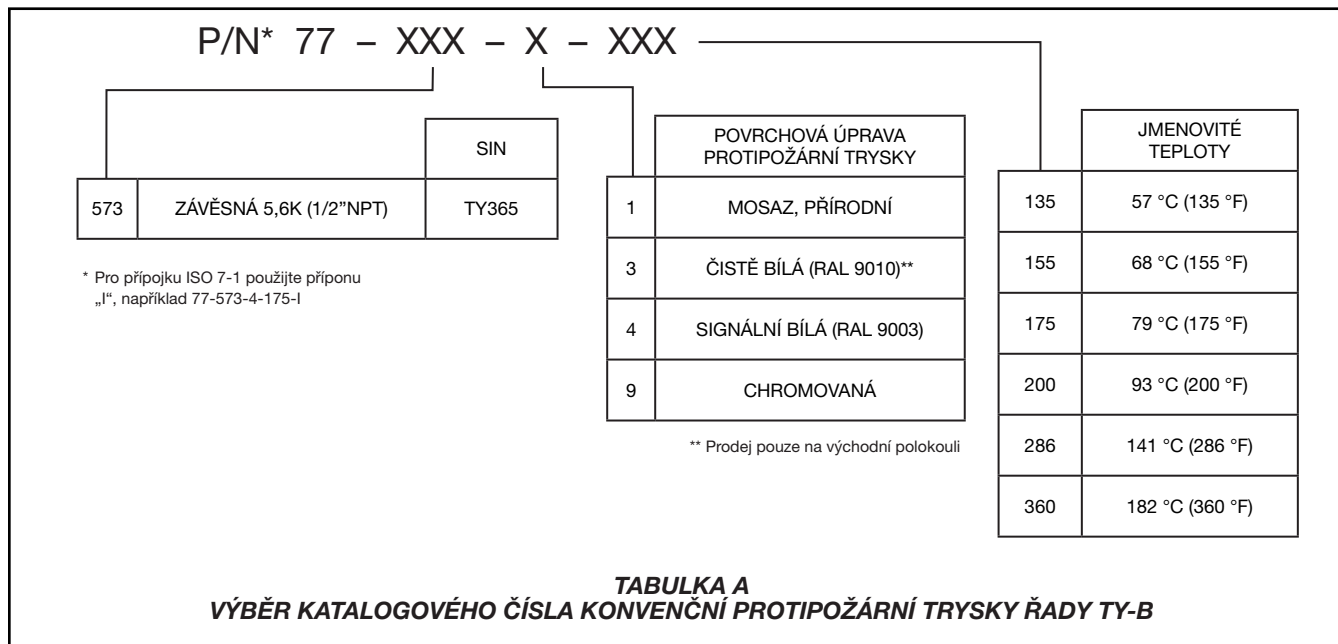 P/N* 77 – XXX – X – XXX
SIN
573 ZÁVĚSNÁ 5,6K (1/2”NPT) TY365
* Pro přípojku ISO 7-1 použijte příponu
„I“, například 77-573-4-175-I
POVRCHOVÁ ÚPRAVA
PROTIPOŽÁRNÍ TRYSKY
1 MOSAZ, PŘÍRODNÍ
3 ČISTĚ BÍLÁ (RAL 9010)**
4 SIGNÁLNÍ BÍLÁ (RAL 9003)
9 CHROMOVANÁ
** Prodej pouze na východní polokouli
JMENOVITÉ
TEPLOTY
135 57 °C (135 °F)
155 68 °C (155 °F)
175 79 °C (175 °F)
200 93 °C (200 °F)
286 141 °C (286 °F)
360 182 °C (360 °F)
TABULKA A
VÝBĚR KATALOGOVÉHO ČÍSLA KONVENČNÍ PROTIPOŽÁRNÍ TRYSKY ŘADY TY-B